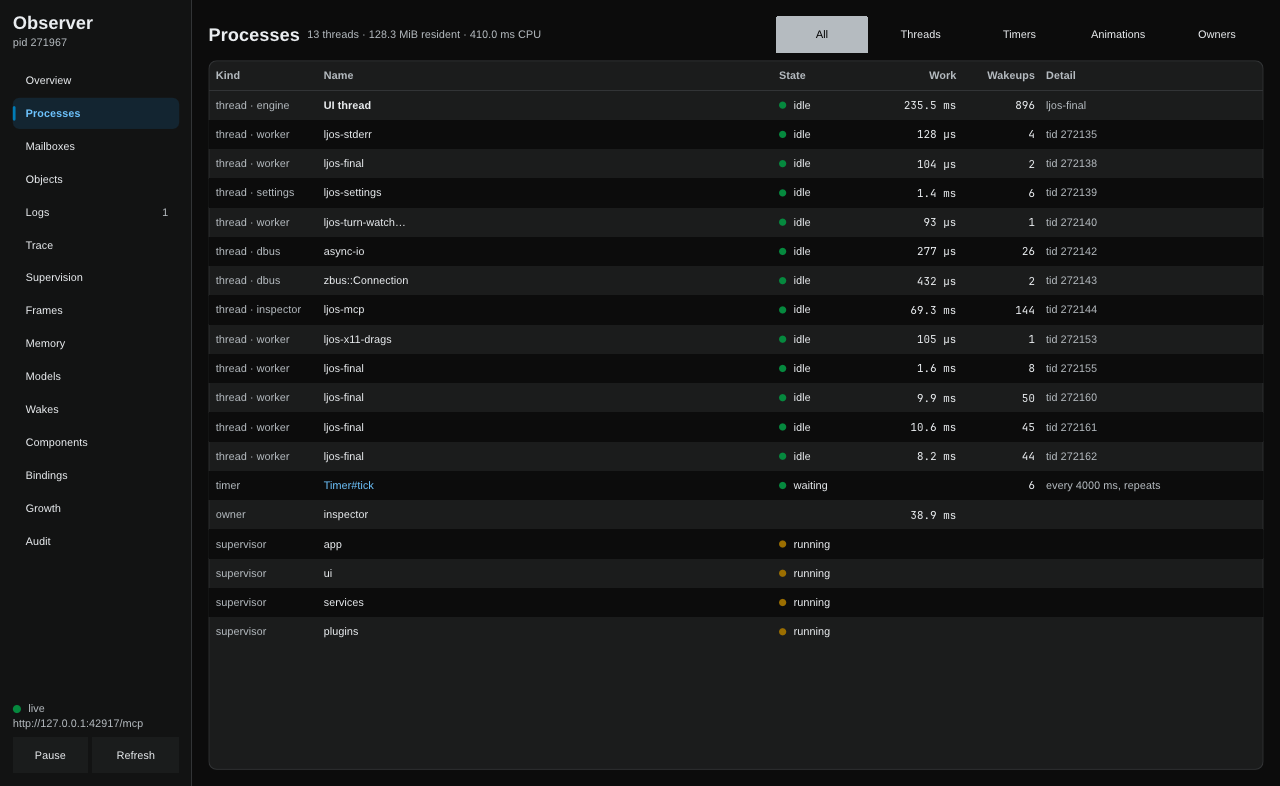 Observer
pid 271967
Overview
Processes
Mailboxes
Objects
Logs 1
Trace
Supervision
Frames
Memory
Models
Wakes
Components
Bindings
Growth
Audit
live
http://127.0.0.1:42917/mcp
Pause Refresh
Processes 13 threads · 128.3 MiB resident · 410.0 ms CPU
All Threads Timers Animations Owners
Kind Name State Work Wakeups Detail
thread · engine UI thread idle 235.5 ms 896 ljos-final
thread · worker ljos-stderr idle 128 µs 4 tid 272135
thread · worker ljos-final idle 104 µs 2 tid 272138
thread · settings ljos-settings idle 1.4 ms 6 tid 272139
thread · worker ljos-turn-watch… idle 93 µs 1 tid 272140
thread · dbus async-io idle 277 µs 26 tid 272142
thread · dbus zbus::Connection idle 432 µs 2 tid 272143
thread · inspector ljos-mcp idle 69.3 ms 144 tid 272144
thread · worker ljos-x11-drags idle 105 µs 1 tid 272153
thread · worker ljos-final idle 1.6 ms 8 tid 272155
thread · worker ljos-final idle 9.9 ms 50 tid 272160
thread · worker ljos-final idle 10.6 ms 45 tid 272161
thread · worker ljos-final idle 8.2 ms 44 tid 272162
timer Timer#tick waiting 6 every 4000 ms, repeats
owner inspector 38.9 ms
supervisor app running
supervisor ui running
supervisor services running
supervisor plugins running